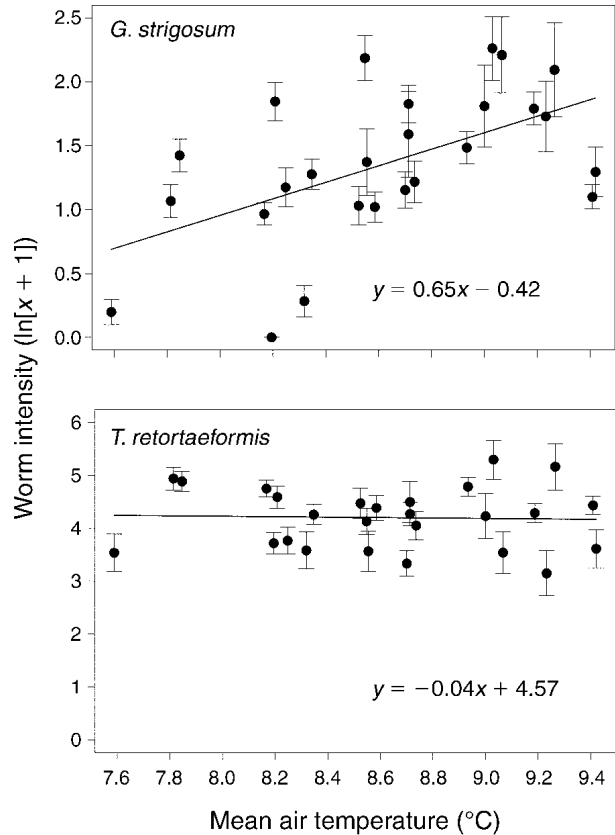 G. strigosum
2.5
2.0
1.5
1.0
0.5
0.0
y = 0.65x − 0.42
Worm intensity (ln[x + 1])
T. retortaeformis
6
5
4
3
2
1
0
y = −0.04x + 4.57
7.6 7.8 8.0 8.2 8.4 8.6 8.8 9.0 9.2 9.4
Mean air temperature (°C)